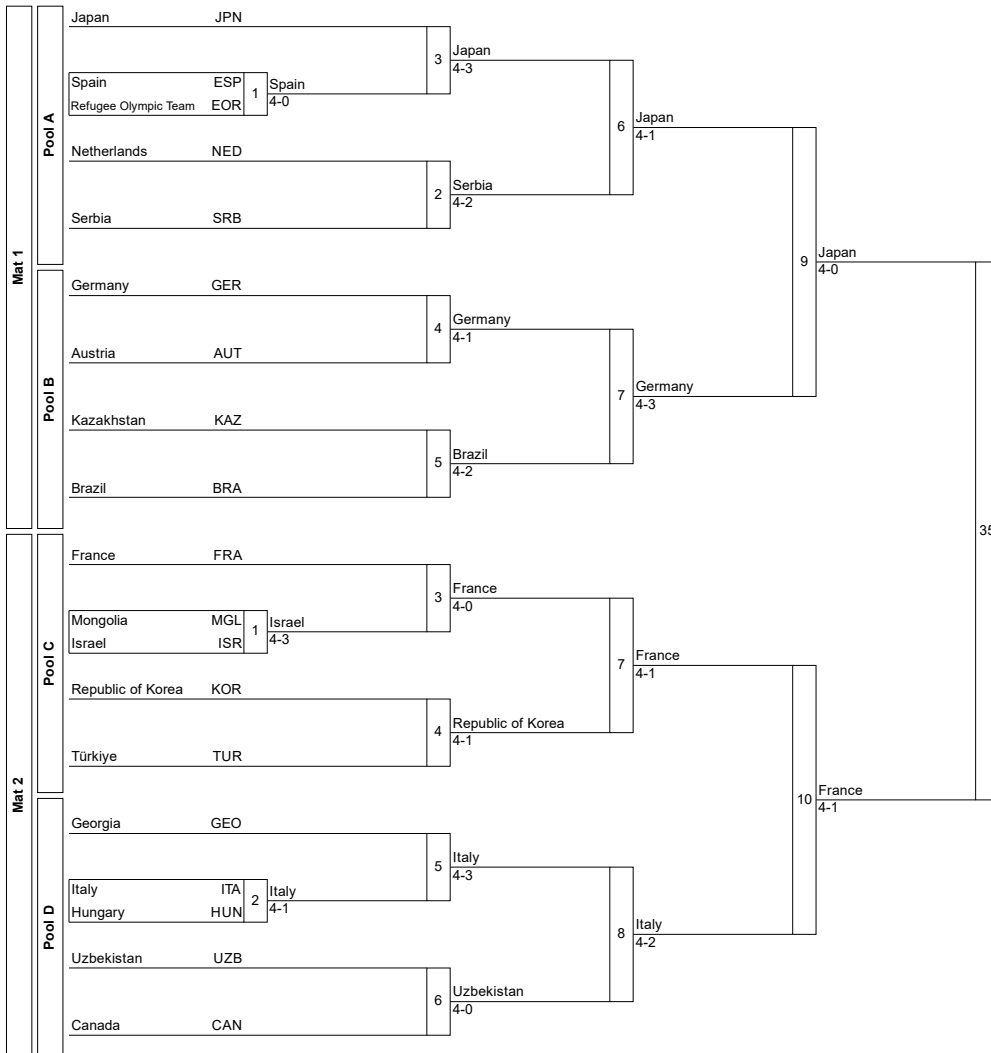 Mat 1
Pool A
Japan JPN
3
Japan
4-3
Spain ESP
Refugee Olympic Team EOR
1
Spain
4-0
6
Japan
4-1
Netherlands NED
2
Serbia
4-2
Serbia SRB
9
Japan
4-0
Pool B
Germany GER
4
Germany
4-1
Austria AUT
7
Germany
4-3
Kazakhstan KAZ
5
Brazil
4-2
Brazil BRA
35
Mat 2
Pool C
France FRA
3
France
4-0
Mongolia MGL
Israel ISR
1
Israel
4-3
7
France
4-1
Republic of Korea KOR
4
Republic of Korea
4-1
Türkiye TUR
10
France
4-1
Pool D
Georgia GEO
5
Italy
4-3
Italy ITA
Hungary HUN
2
Italy
4-1
8
Italy
4-2
Uzbekistan UZB
6
Uzbekistan
4-0
Canada CAN